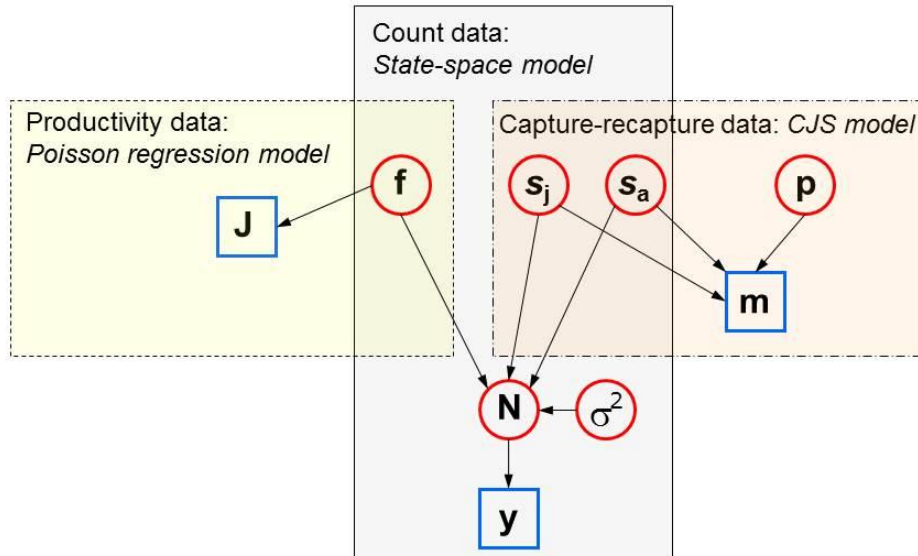 Count data:
State-space model
Productivity data:
Poisson regression model
Capture-recapture data: CJS model
f
sj
sa
p
J
m
N
σ²
y